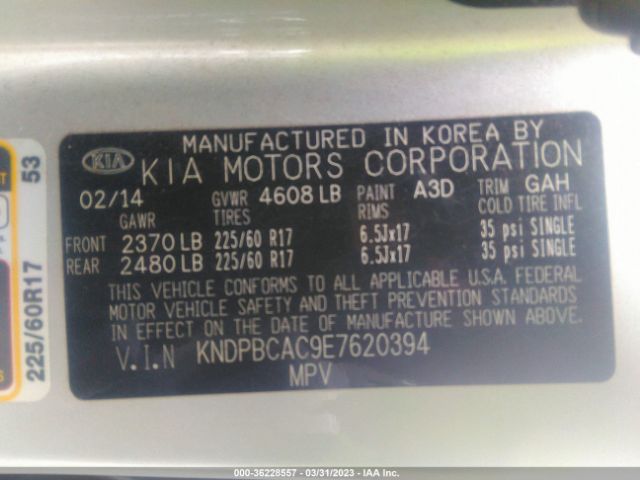 MANUFACTURED IN KOREA BY
KIA KIA MOTORS CORPORATION
02/14 GVWR 4608 LB PAINT A3D TRIM GAH
GAWR TIRES RIMS COLD TIRE INFL
FRONT 2370 LB 225/60 R17 6.5Jx17 35 psi SINGLE
REAR 2480 LB 225/60 R17 6.5Jx17 35 psi SINGLE
THIS VEHICLE CONFORMS TO ALL APPLICABLE U.S.A. FEDERAL
MOTOR VEHICLE SAFETY AND THEFT PREVENTION STANDARDS
IN EFFECT ON THE DATE OF MANUFACTURE SHOWN ABOVE.
V.I.N KNDPBCAC9E7620394
MPV
53
225/60R17
000-36228557 - 03/31/2023 - IAA Inc.